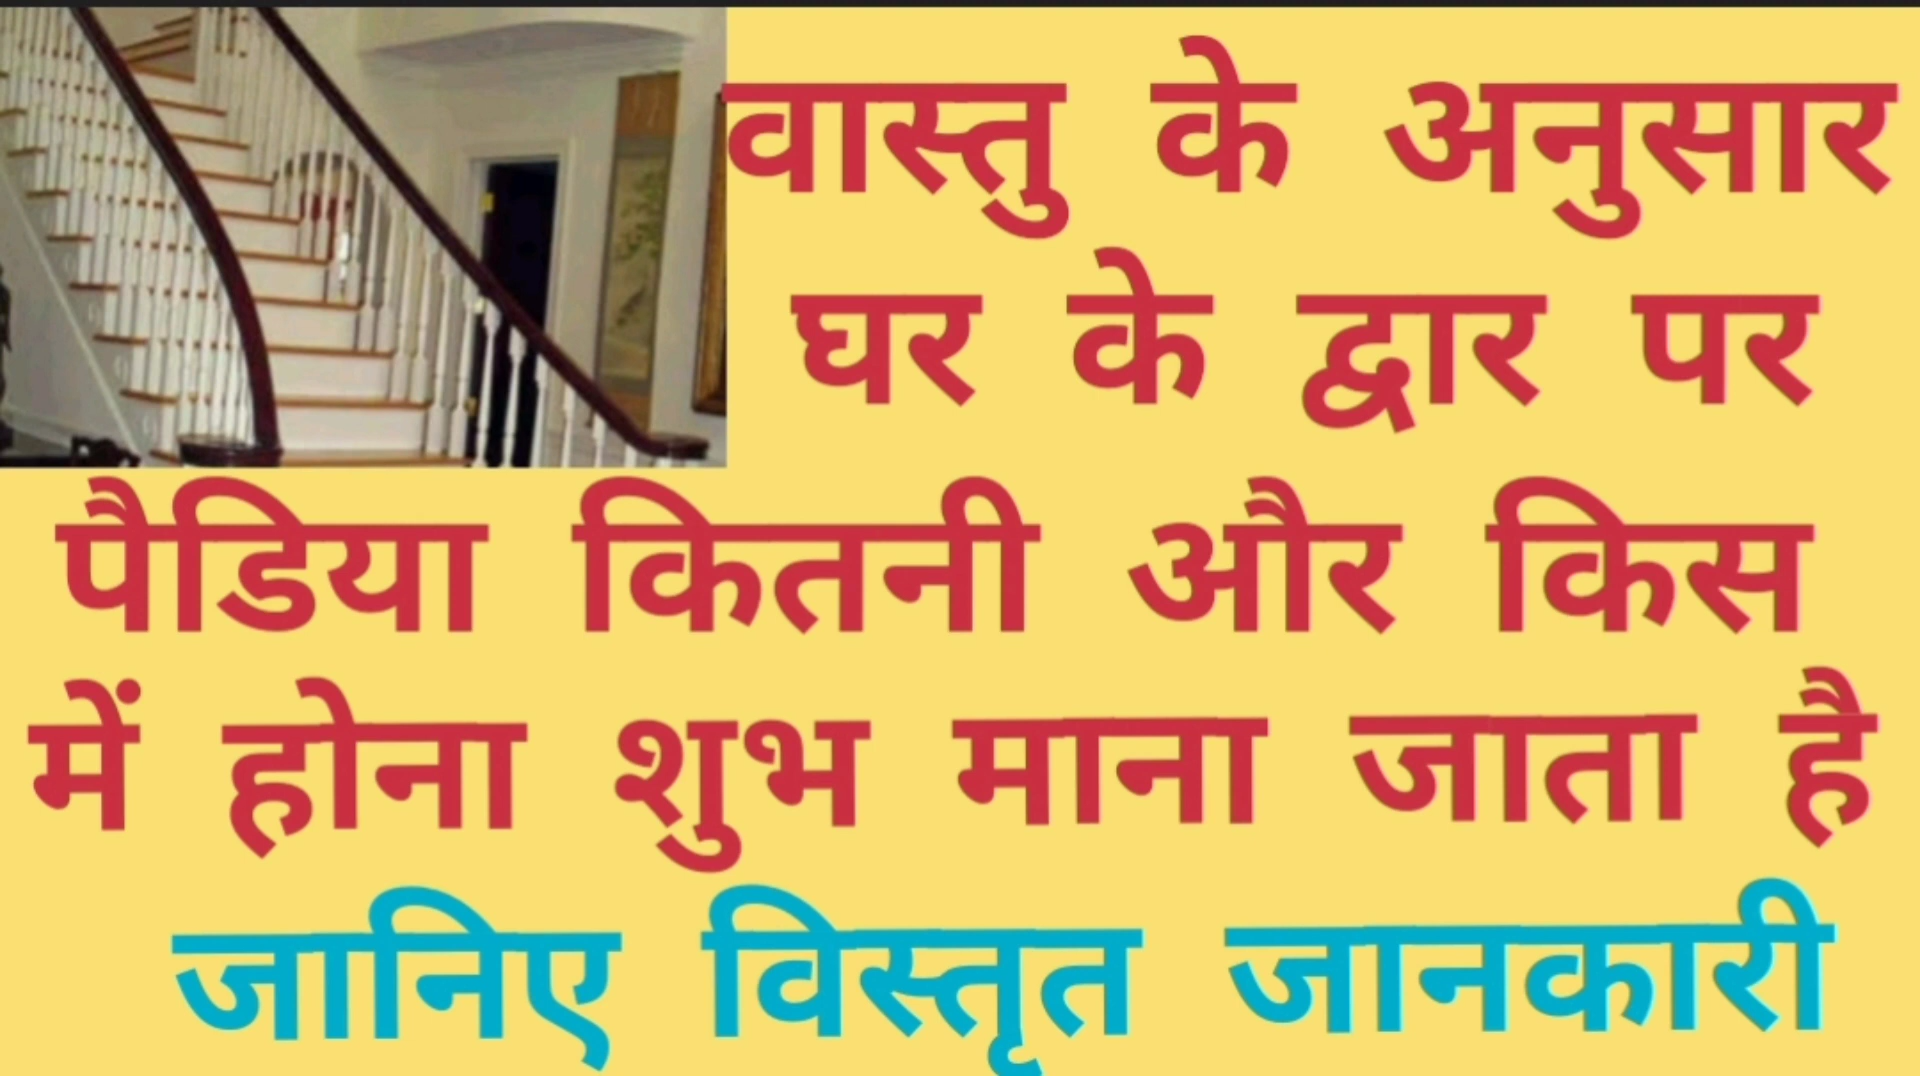 वास्तु के अनुसार
घर के द्वार पर
पैडिया कितनी और किस
में होना शुभ माना जाता है
जानिए विस्तृत जानकारी